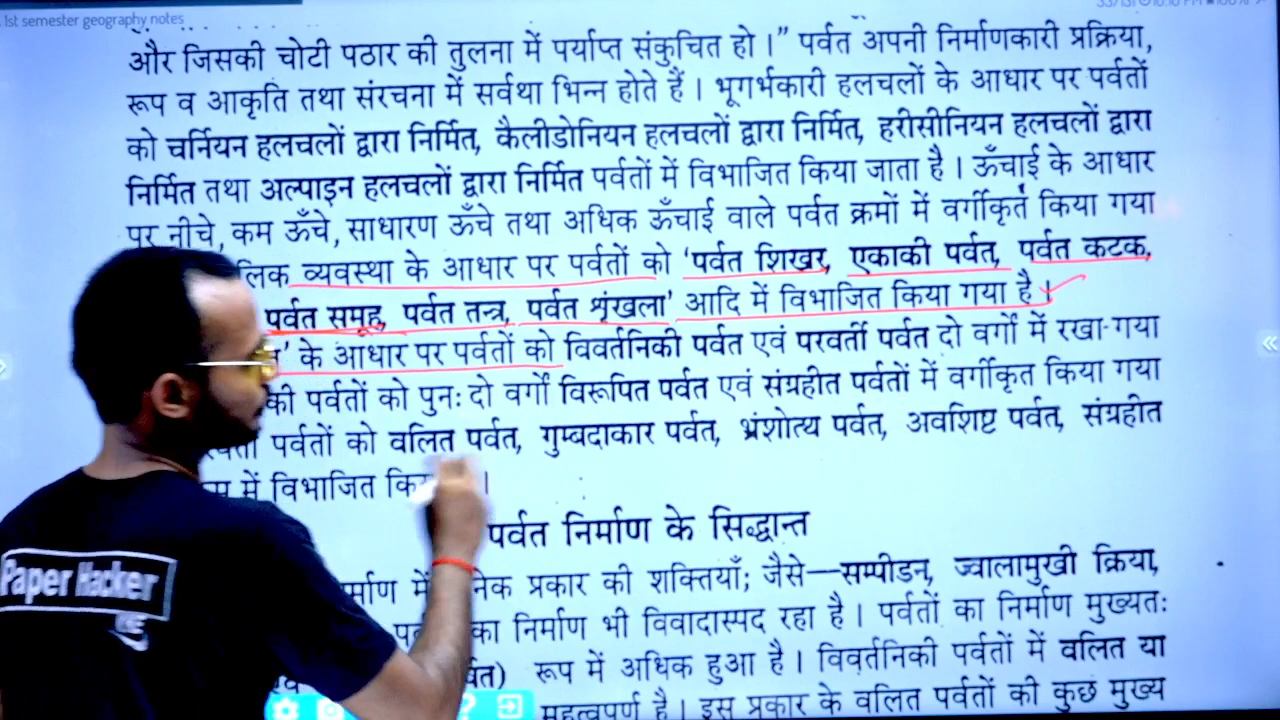 1st semester geography notes
और जिसकी चोटी पठार की तुलना में पर्याप्त संकुचित हो ।" पर्वत अपनी निर्माणकारी प्रक्रिया,
रूप व आकृति तथा संरचना में सर्वथा भिन्न होते हैं । भूगर्भकारी हलचलों के आधार पर पर्वतों
को चर्नियन हलचलों द्वारा निर्मित, कैलीडोनियन हलचलों द्वारा निर्मित, हरीसीनियन हलचलों द्वारा
निर्मित तथा अल्पाइन हलचलों द्वारा निर्मित पर्वतों में विभाजित किया जाता है । ऊँचाई के आधार
पर नीचे, कम ऊँचे, साधारण ऊँचे तथा अधिक ऊँचाई वाले पर्वत क्रमों में वर्गीकृत किया गया
व्यवस्था के आधार पर पर्वतों को 'पर्वत शिखर, एकाकी पर्वत, पर्वत कटक,
पर्वत समूह, पर्वत तन्त्र, पर्वत श्रृंखला' आदि में विभाजित किया गया है ।
के आधार पर पर्वतों को विवर्तनिकी पर्वत एवं परवर्ती पर्वत दो वर्गों में रखा गया
की पर्वतों को पुनः दो वर्गों विरूपित पर्वत एवं संग्रहीत पर्वतों में वर्गीकृत किया गया
पर्वतों को वलित पर्वत, गुम्बदाकार पर्वत, भ्रंशोत्थ पर्वत, अवशिष्ट पर्वत, संग्रहीत
में विभाजित
पर्वत निर्माण के सिद्धान्त
में प्रकार की शक्तियाँ; जैसे—सम्पीडन, ज्वालामुखी क्रिया,
का निर्माण भी विवादास्पद रहा है । पर्वतों का निर्माण मुख्यतः
रूप में अधिक हुआ है । विवर्तनिकी पर्वतों में वलित या
महत्वपूर्ण है । इस प्रकार के वलित पर्वतों की कुछ मुख्य
Paper Hacker